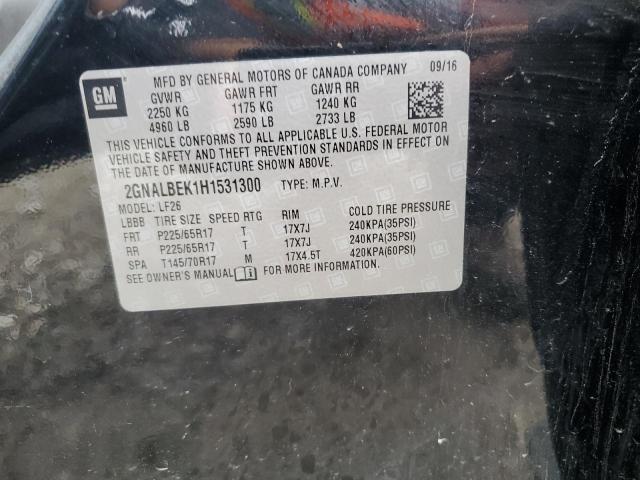 GM
MFD BY GENERAL MOTORS OF CANADA COMPANY 09/16
GVWR GAWR FRT GAWR RR
2250 KG 1175 KG 1240 KG
4960 LB 2590 LB 2733 LB
THIS VEHICLE CONFORMS TO ALL APPLICABLE U.S. FEDERAL MOTOR
VEHICLE SAFETY AND THEFT PREVENTION STANDARDS IN EFFECT ON
THE DATE OF MANUFACTURE SHOWN ABOVE.
2GNALBEK1H1531300 TYPE: M.P.V.
MODEL: LF26
LBBB TIRE SIZE SPEED RTG RIM COLD TIRE PRESSURE
FRT P225/65R17 T 17X7J 240KPA(35PSI)
RR P225/65R17 T 17X7J 240KPA(35PSI)
SPA T145/70R17 M 17X4.5T 420KPA(60PSI)
SEE OWNER'S MANUAL FOR MORE INFORMATION